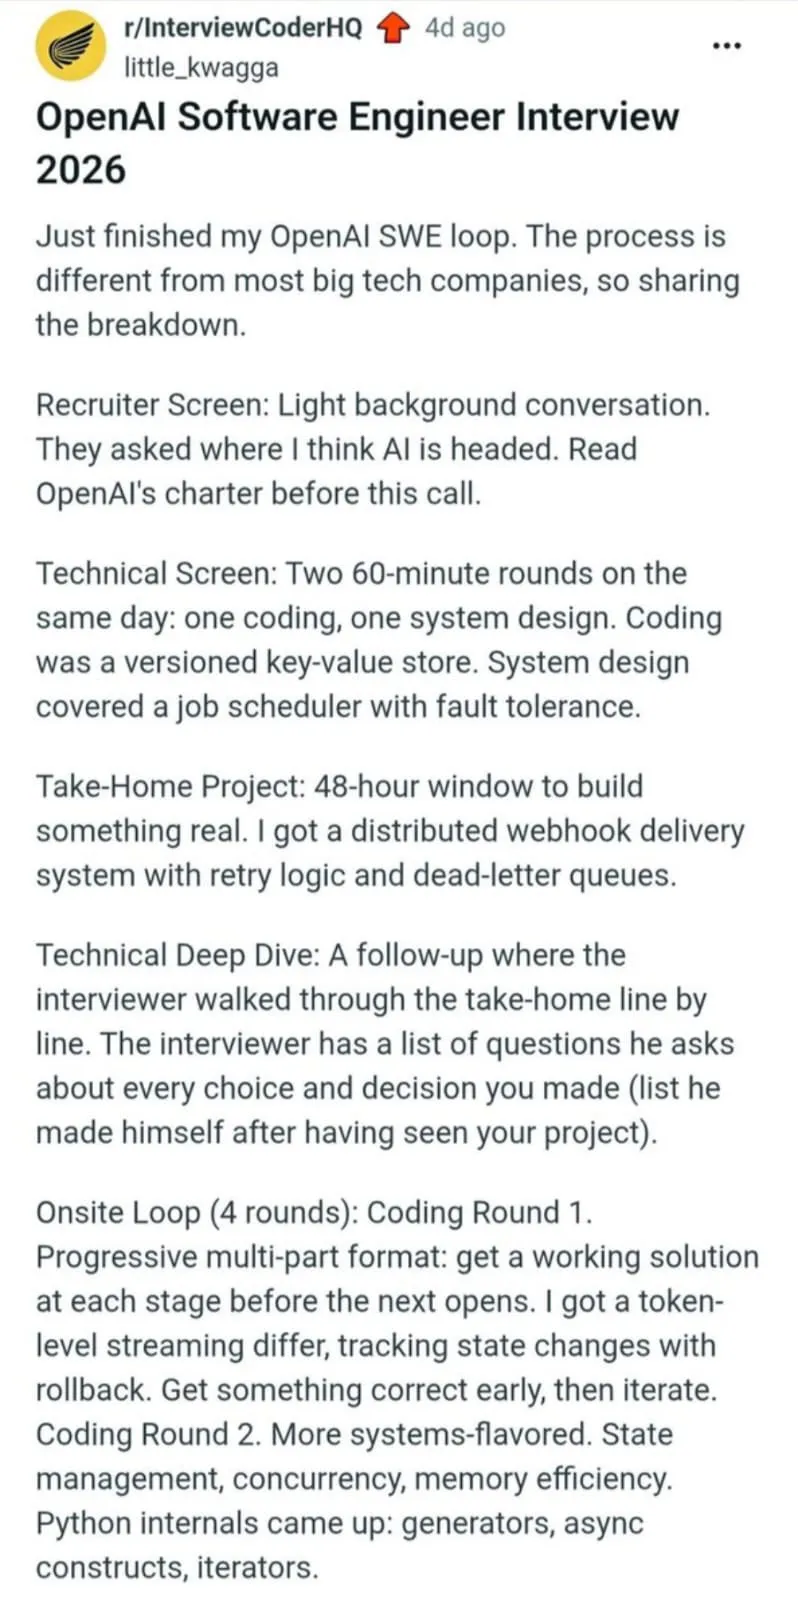 r/InterviewCoderHQ 4d ago
little_kwagga
OpenAI Software Engineer Interview
2026
Just finished my OpenAI SWE loop. The process is
different from most big tech companies, so sharing
the breakdown.
Recruiter Screen: Light background conversation.
They asked where I think AI is headed. Read
OpenAI's charter before this call.
Technical Screen: Two 60-minute rounds on the
same day: one coding, one system design. Coding
was a versioned key-value store. System design
covered a job scheduler with fault tolerance.
Take-Home Project: 48-hour window to build
something real. I got a distributed webhook delivery
system with retry logic and dead-letter queues.
Technical Deep Dive: A follow-up where the
interviewer walked through the take-home line by
line. The interviewer has a list of questions he asks
about every choice and decision you made (list he
made himself after having seen your project).
Onsite Loop (4 rounds): Coding Round 1.
Progressive multi-part format: get a working solution
at each stage before the next opens. I got a token-
level streaming differ, tracking state changes with
rollback. Get something correct early, then iterate.
Coding Round 2. More systems-flavored. State
management, concurrency, memory efficiency.
Python internals came up: generators, async
constructs, iterators.